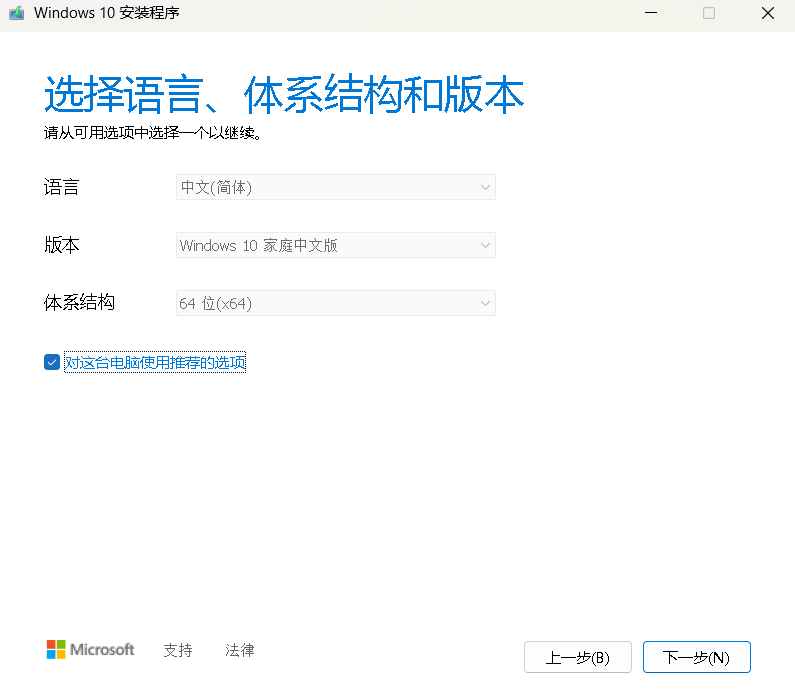 Windows 10 安装程序
选择语言、体系结构和版本
请从可用选项中选择一个以继续。
语言 中文(简体)
版本 Windows 10 家庭中文版
体系结构 64 位(x64)
对这台电脑使用推荐的选项
Microsoft 支持 法律 上一步(B) 下一步(N)